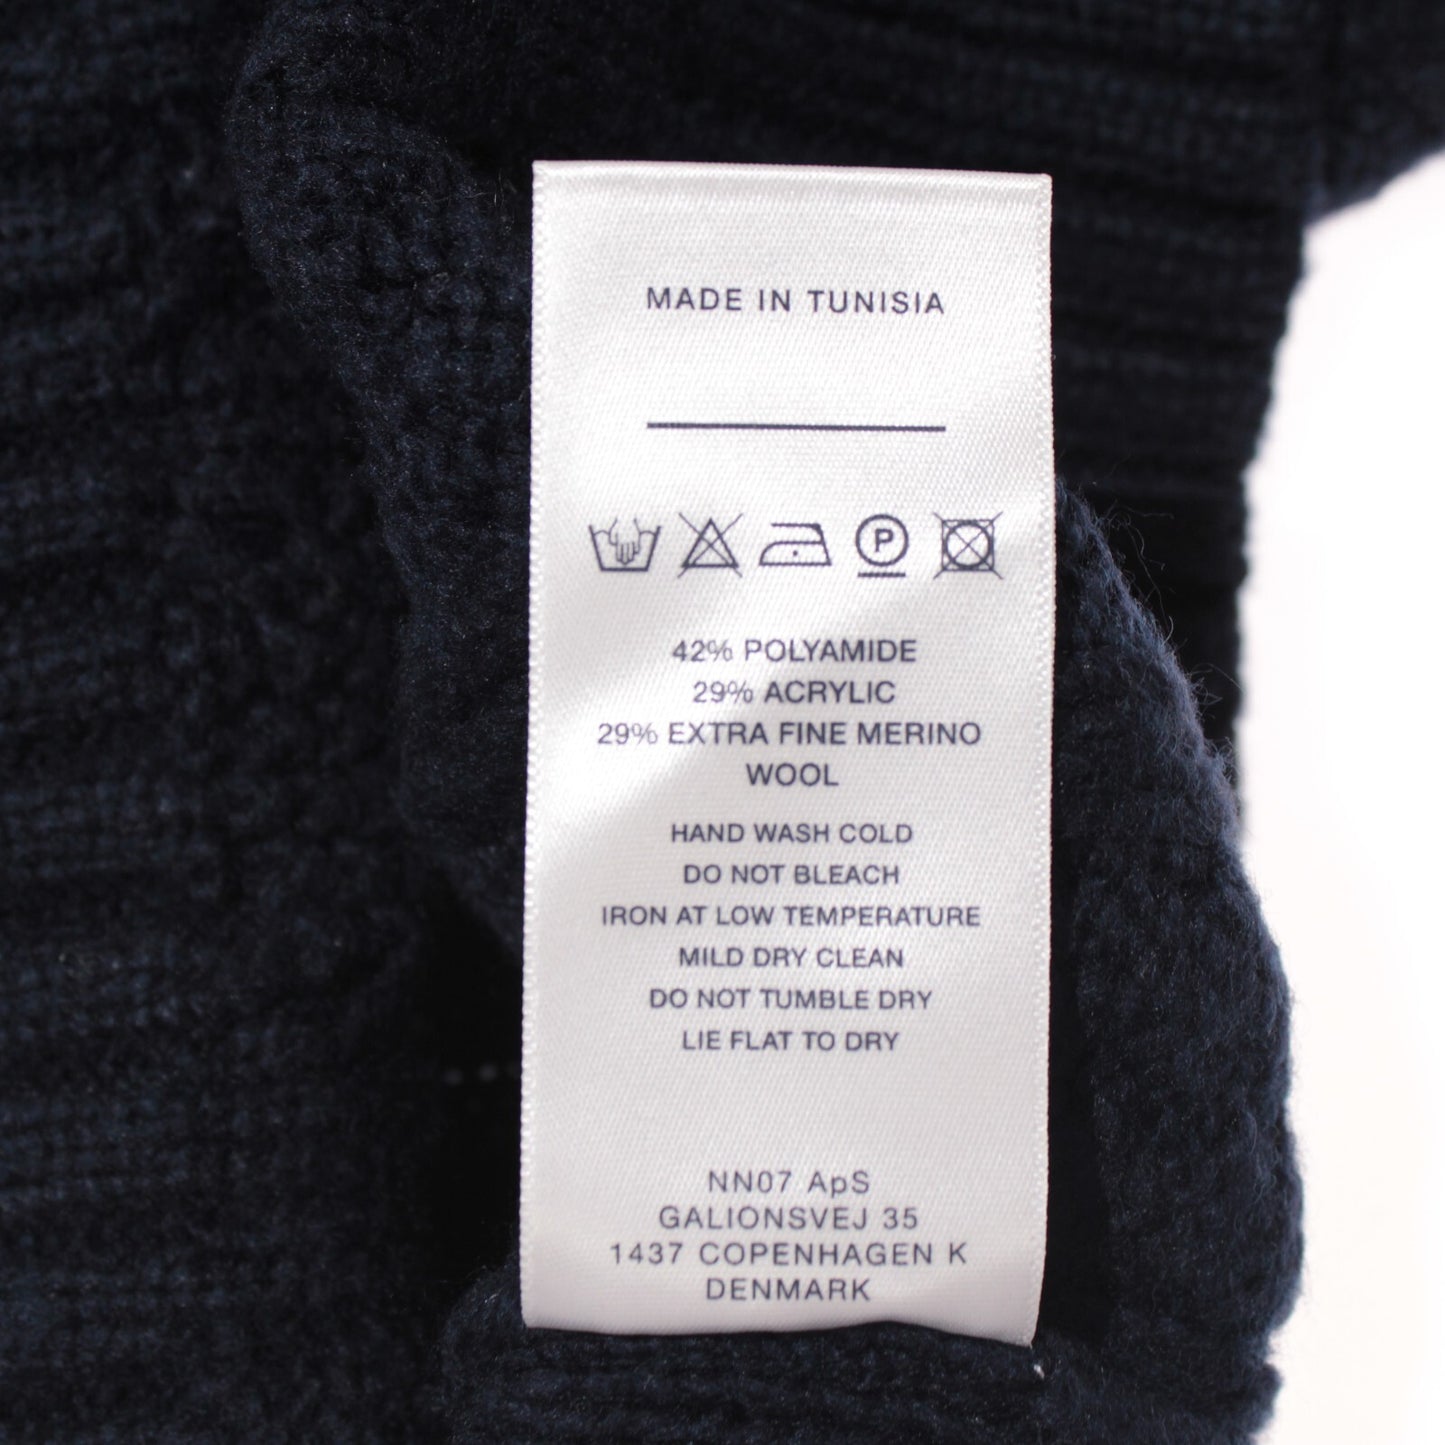 MADE IN TUNISIA
P
42% POLYAMIDE
29% ACRYLIC
29% EXTRA FINE MERINO
WOOL
HAND WASH COLD
DO NOT BLEACH
IRON AT LOW TEMPERATURE
MILD DRY CLEAN
DO NOT TUMBLE DRY
LIE FLAT TO DRY
NN07 ApS
GALIONSVEJ 35
1437 COPENHAGEN K
DENMARK